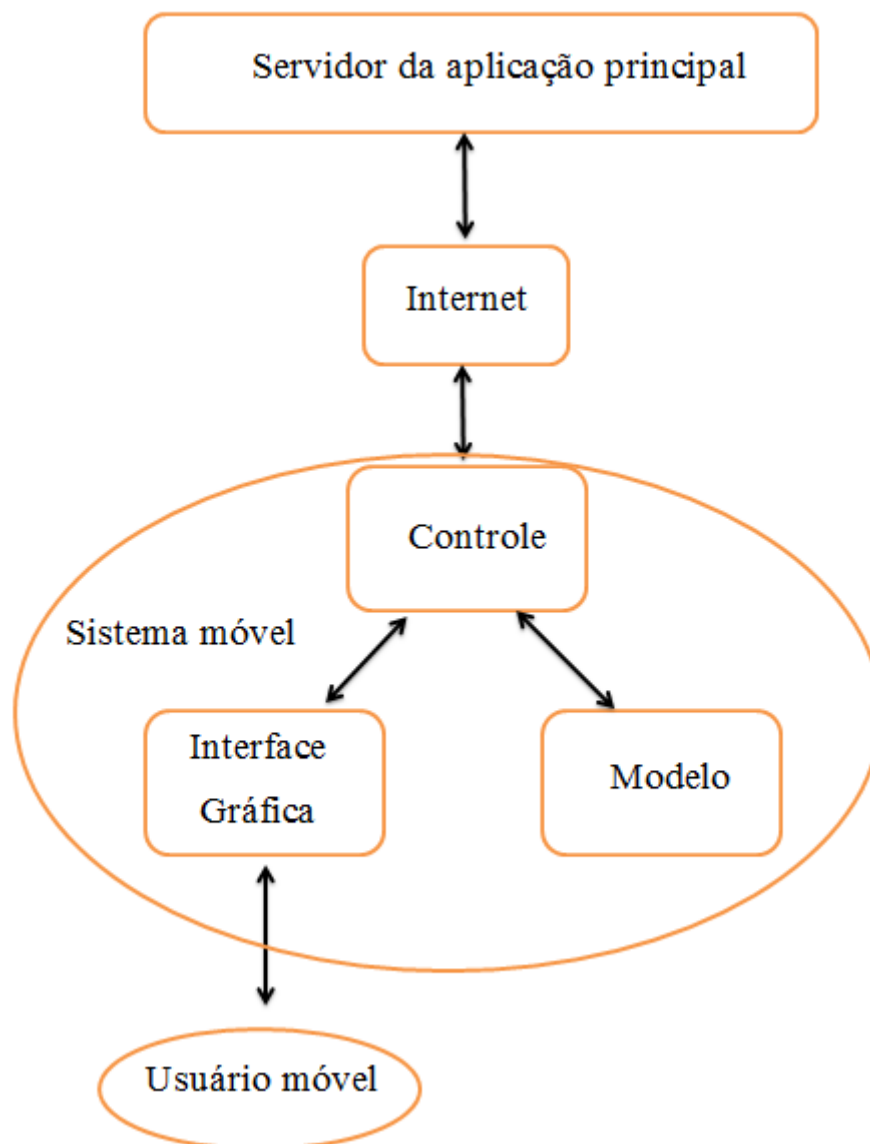 Servidor da aplicação principal
Internet
Controle
Sistema móvel
Interface
Gráfica
Modelo
Usuário móvel